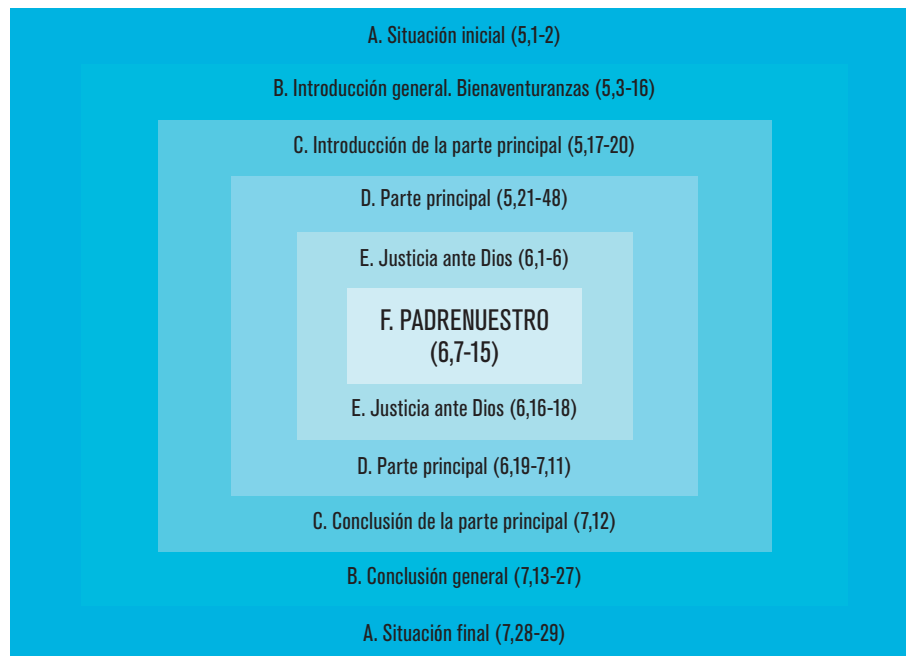 A. Situación inicial (5,1-2)
B. Introducción general. Bienaventuranzas (5,3-16)
C. Introducción de la parte principal (5,17-20)
D. Parte principal (5,21-48)
E. Justicia ante Dios (6,1-6)
F. PADRENUESTRO
(6,7-15)
E. Justicia ante Dios (6,16-18)
D. Parte principal (6,19-7,11)
C. Conclusión de la parte principal (7,12)
B. Conclusión general (7,13-27)
A. Situación final (7,28-29)